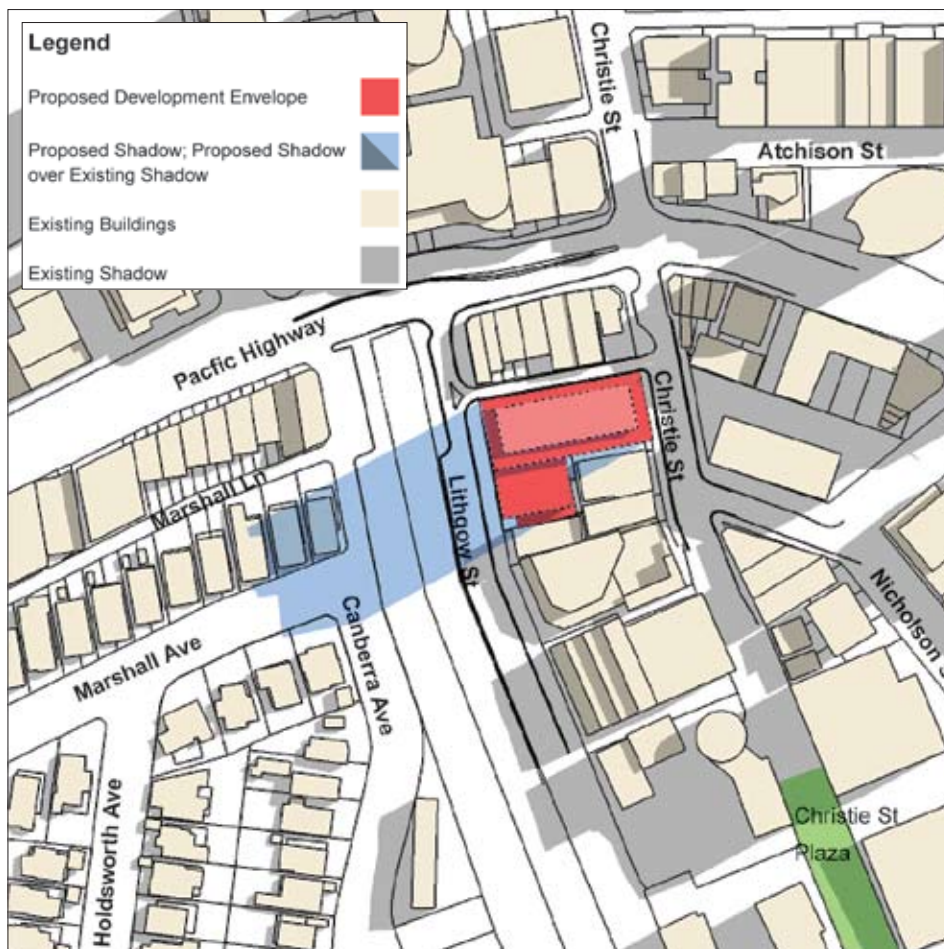 Legend
Proposed Development Envelope
Proposed Shadow; Proposed Shadow
over Existing Shadow
Existing Buildings
Existing Shadow
Christie St
Atchison St
Pacfic Highway
Christie St
Marshall Ln
Lithgow St
Nicholson
Canberra Ave
Marshall Ave
Holdsworth Ave
Christie St
Plaza